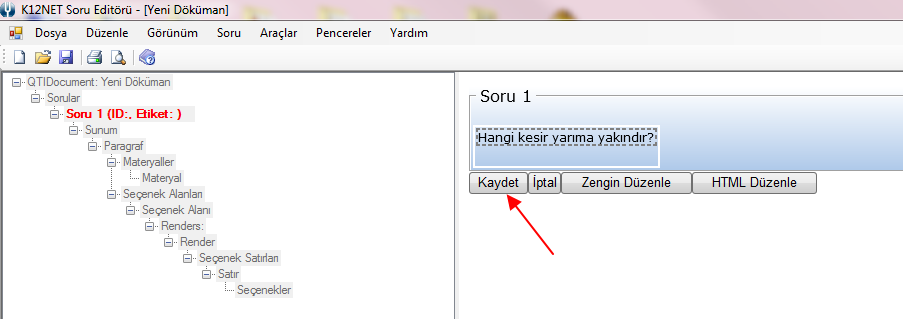 K12NET Soru Editörü - [Yeni Döküman]
Dosya Düzenle Görünüm Soru Araçlar Pencereler Yardım
QTIDocument: Yeni Döküman
Sorular
Soru 1 (ID:, Etiket: )
Sunum
Paragraf
Materyaller
Materyal
Seçenek Alanları
Seçenek Alanı
Renders:
Render
Seçenek Satırları
Satır
Seçenekler
Soru 1
Hangi kesir yarıma yakındır?
Kaydet İptal Zengin Düzenle HTML Düzenle